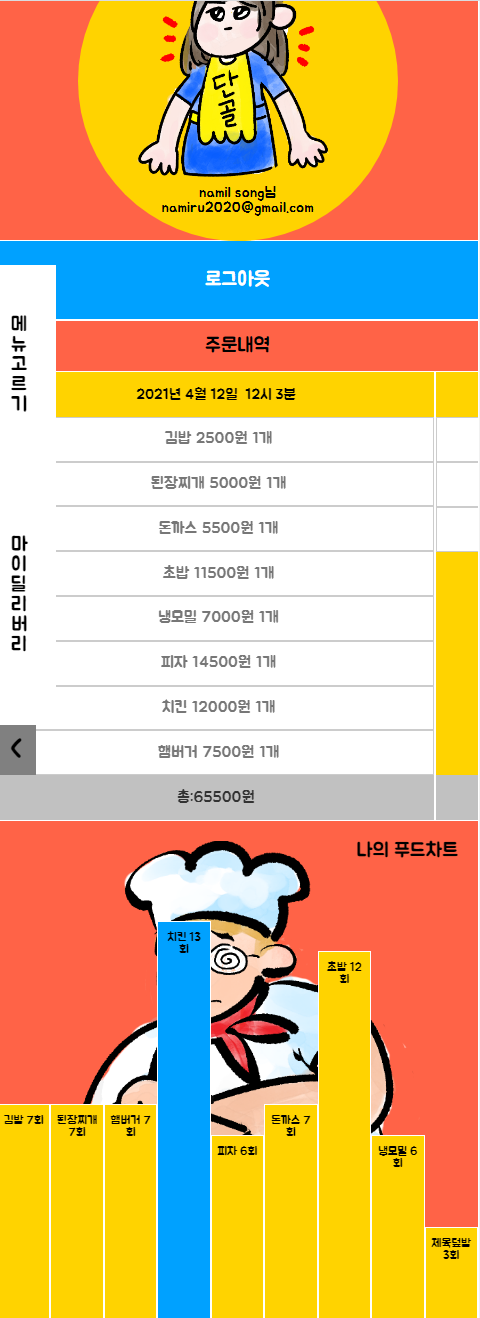 단골
namil song님
namiru2020@gmail.com
로그아웃
메뉴고르기
마이딜리버리
주문내역
2021년 4월 12일 12시 3분
김밥 2500원 1개
된장찌개 5000원 1개
돈까스 5500원 1개
초밥 11500원 1개
냉모밀 7000원 1개
피자 14500원 1개
치킨 12000원 1개
햄버거 7500원 1개
총:65500원
나의 푸드차트
김밥 7회
된장찌개
7회
햄버거 7
회
치킨 13
회
피자 6회
돈까스 7
회
초밥 12
회
냉모밀 6
회
제육덮밥
3회